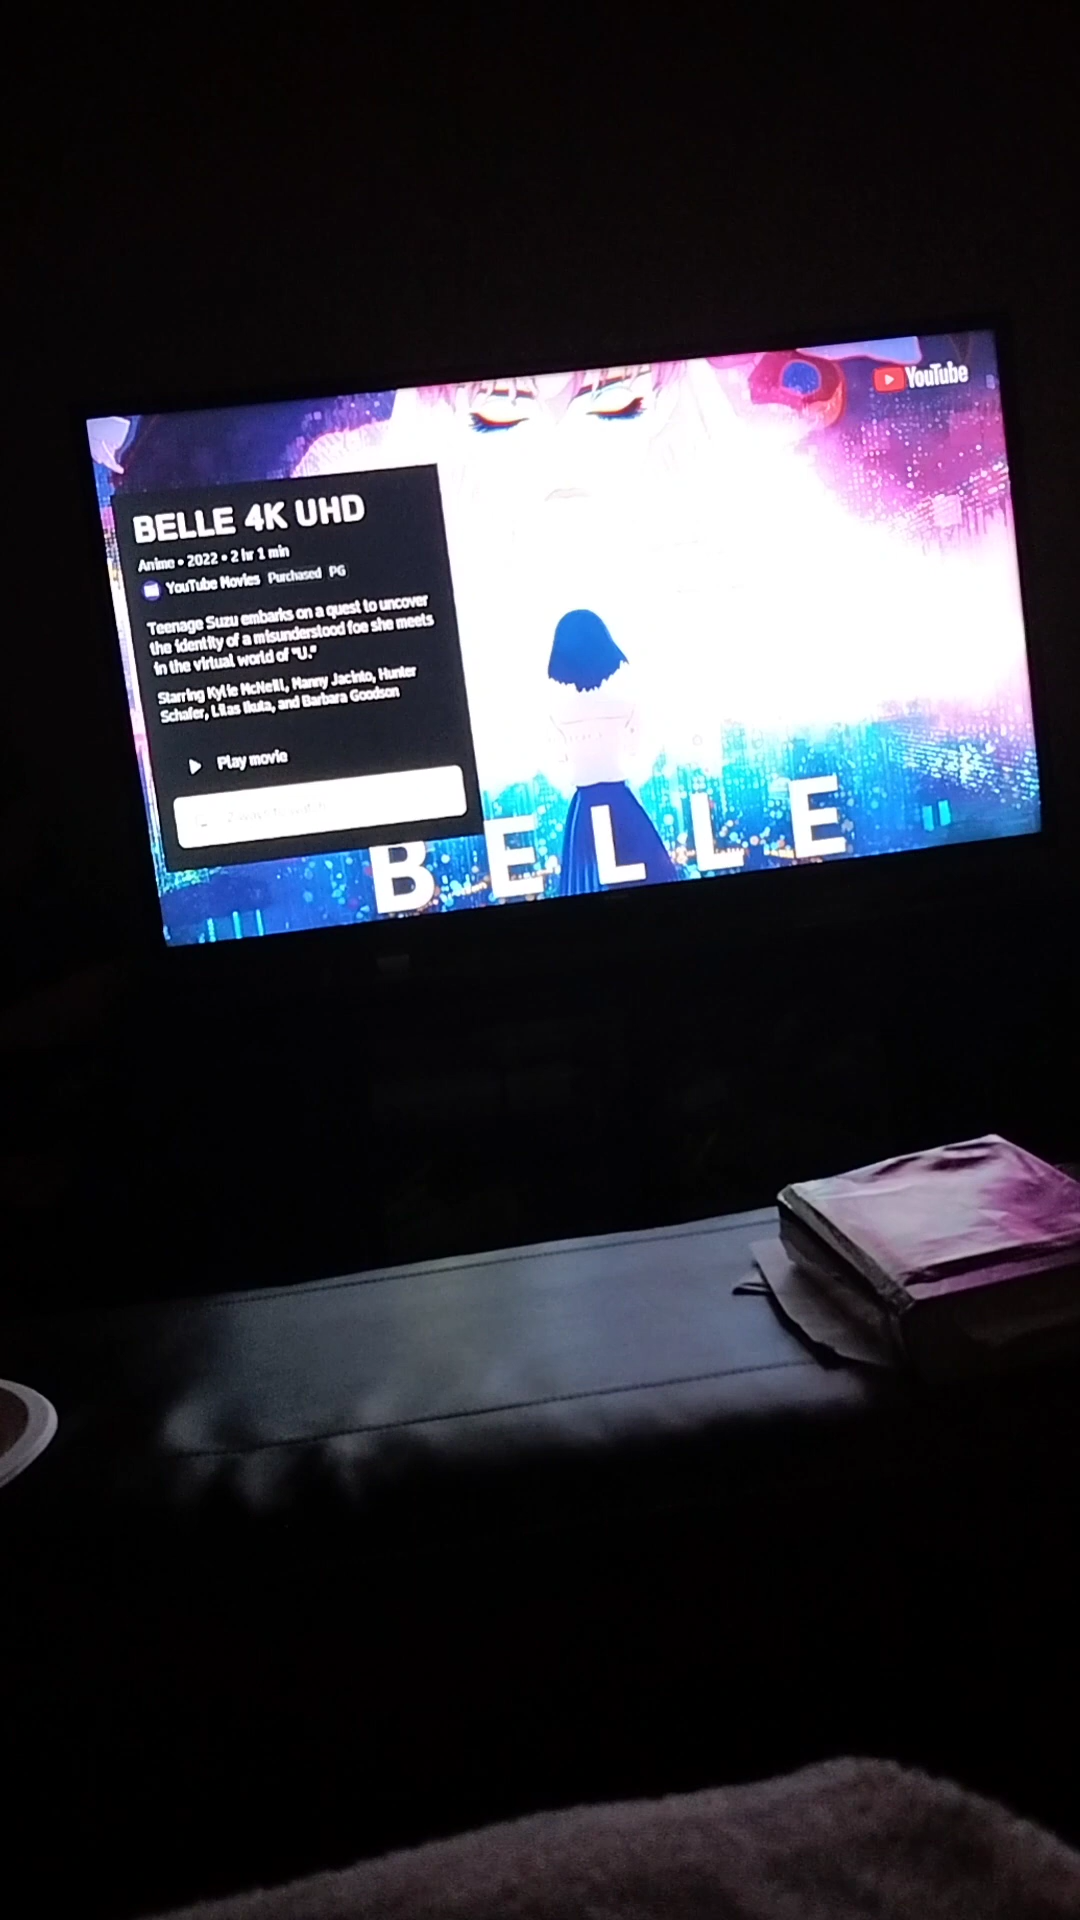 YouTube
BELLE 4K UHD
Anime • 2022 • 2 hr 1 min
YouTube Movies Purchased PG
Teenage Suzu embarks on a quest to uncover
the identity of a misunderstood foe she meets
in the virtual world of "U."
Starring Kylie McNeill, Manny Jacinto, Hunter
Schafer, Lilas Ikuta, and Barbara Goodson
Play movie
BELLE